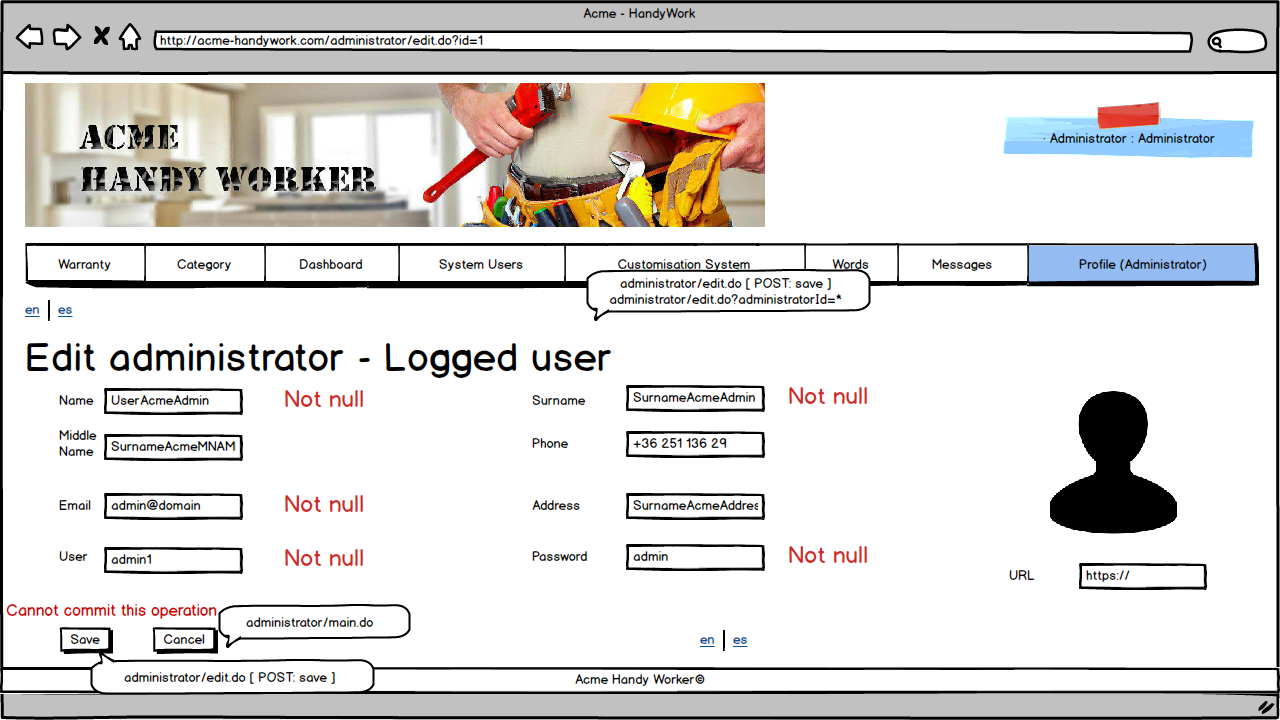 Acme - HandyWork
http://acme-handywork.com/administrator/edit.do?id=1
ACME
HANDY WORKER
- Administrator : Administrator
Warranty
Category
Dashboard
System Users
Customisation System
Words
Messages
Profile (Administrator)
administrator/edit.do [ POST: save ]
administrator/edit.do?administratorId=*
en
es
Edit administrator - Logged user
Name
UserAcmeAdmin
Not null
Surname
SurnameAcmeAdmin
Not null
Middle
Name
SurnameAcmeMNAM
Phone
+36 251 136 29
Email
admin@domain
Not null
Address
SurnameAcmeAddres
User
admin1
Not null
Password
admin
Not null
URL
https://
Cannot commit this operation
administrator/main.do
Save
Cancel
en
es
administrator/edit.do [ POST: save ]
Acme Handy Worker©